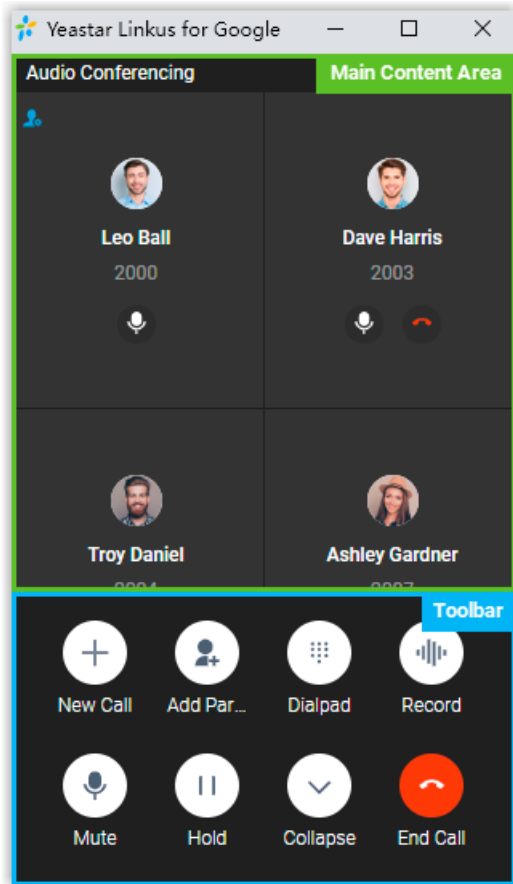 Yeastar Linkus for Google
Audio Conferencing
Main Content Area
Leo Ball
Dave Harris
2000
2003
Troy Daniel
Ashley Gardner
Toolbar
New Call
Add Par...
Dialpad
Record
Mute
Hold
Collapse
End Call